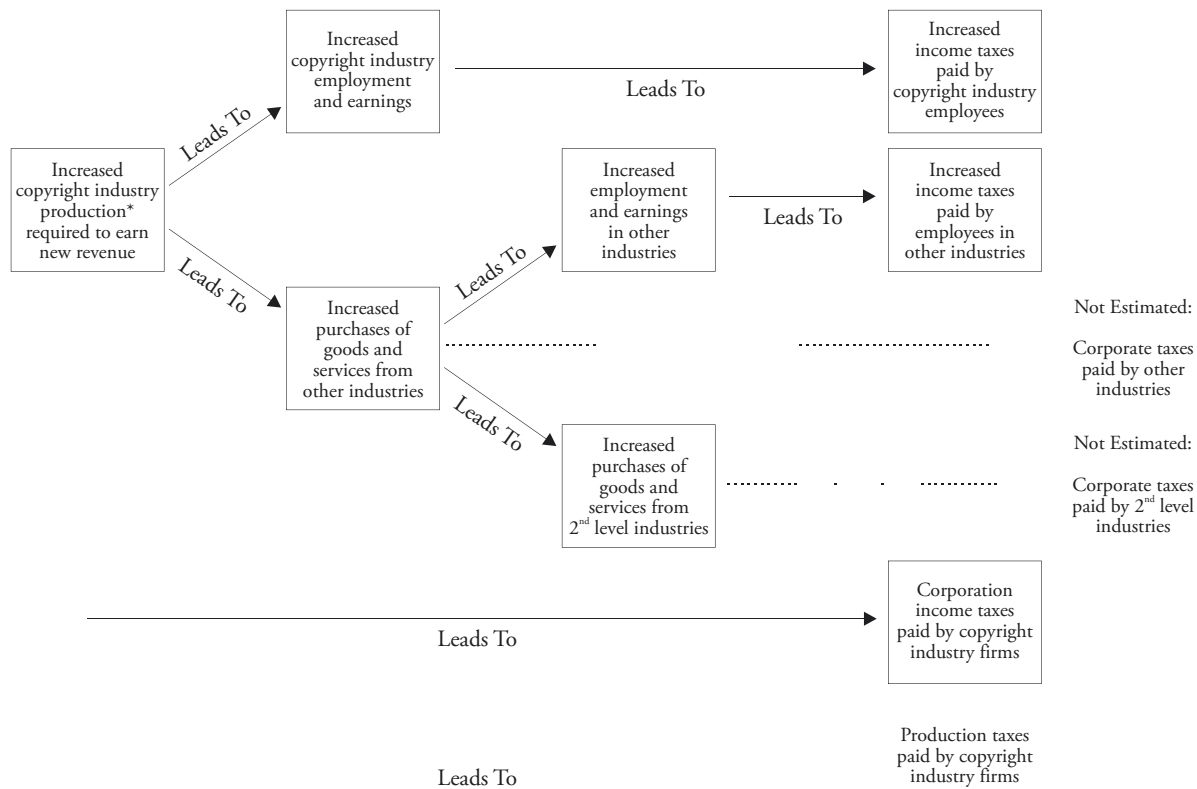 Increased
copyright industry
employment
and earnings
Leads To
Increased
income taxes
paid by
copyright industry
employees
Leads To
Increased
copyright industry
production*
required to earn
new revenue
Leads To
Increased
employment
and earnings
in other
industries
Leads To
Increased
income taxes
paid by
employees in
other industries
Leads To
Increased
purchases of
goods and
services from
other industries
Not Estimated:
Corporate taxes
paid by other
industries
Leads To
Increased
purchases of
goods and
services from
2nd level industries
Not Estimated:
Corporate taxes
paid by 2nd level
industries
Leads To
Corporation
income taxes
paid by copyright
industry firms
Leads To
Production taxes
paid by copyright
industry firms